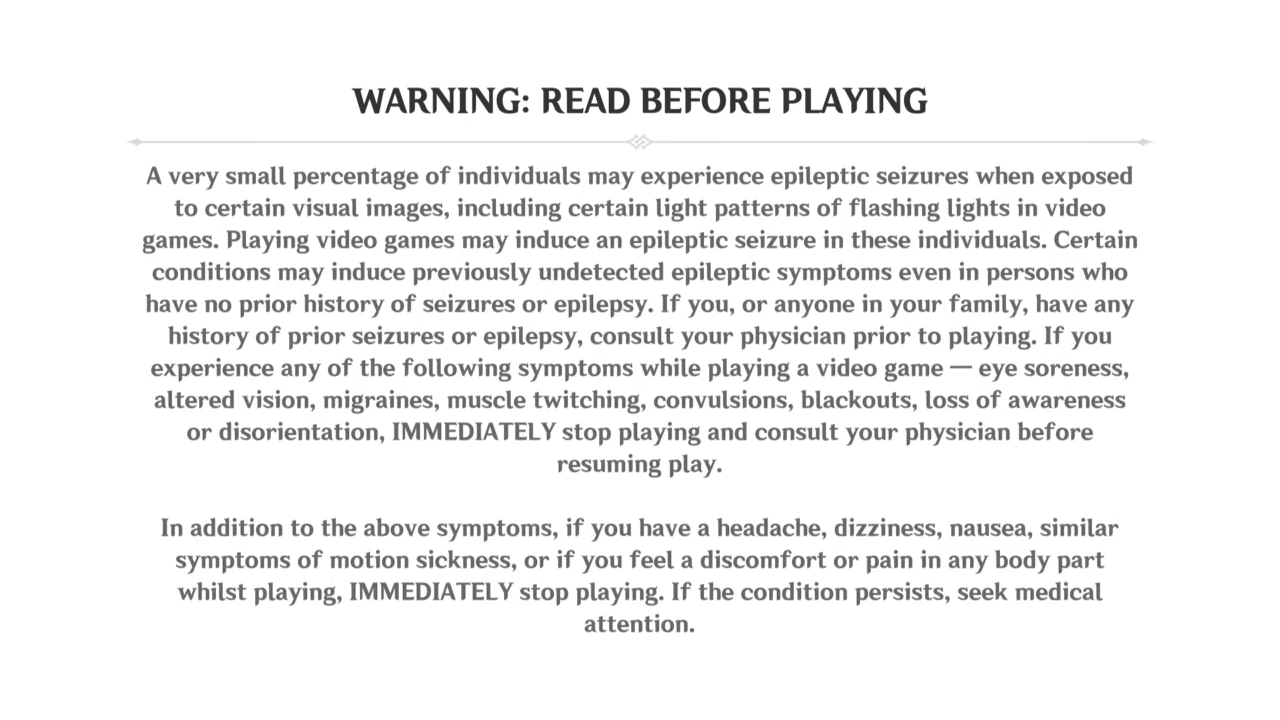 WARNING: READ BEFORE PLAYING
A very small percentage of individuals may experience epileptic seizures when exposed
to certain visual images, including certain light patterns of flashing lights in video
games. Playing video games may induce an epileptic seizure in these individuals. Certain
conditions may induce previously undetected epileptic symptoms even in persons who
have no prior history of seizures or epilepsy. If you, or anyone in your family, have any
history of prior seizures or epilepsy, consult your physician prior to playing. If you
experience any of the following symptoms while playing a video game — eye soreness,
altered vision, migraines, muscle twitching, convulsions, blackouts, loss of awareness
or disorientation, IMMEDIATELY stop playing and consult your physician before
resuming play.
In addition to the above symptoms, if you have a headache, dizziness, nausea, similar
symptoms of motion sickness, or if you feel a discomfort or pain in any body part
whilst playing, IMMEDIATELY stop playing. If the condition persists, seek medical
attention.